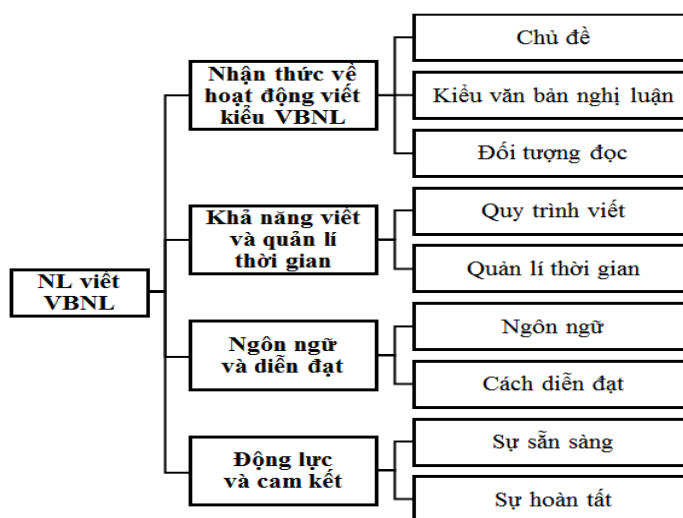 NL viết
VBNL
Nhận thức về
hoạt động viết
kiểu VBNL
Chủ đề
Kiểu văn bản nghị luận
Đối tượng đọc
Khả năng viết
và quản lí
thời gian
Quy trình viết
Quản lí thời gian
Ngôn ngữ
và diễn đạt
Ngôn ngữ
Cách diễn đạt
Động lực
và cam kết
Sự sẵn sàng
Sự hoàn tất